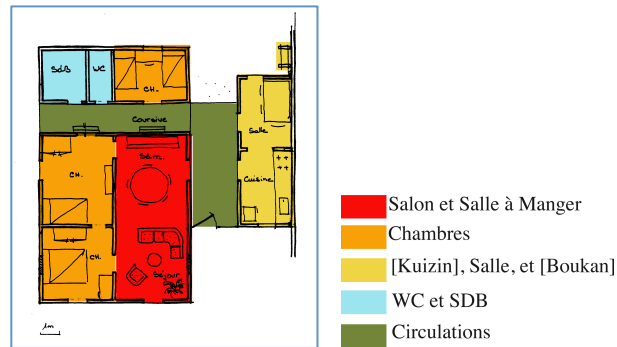 SdB
WC
CH.
Coursive
Salle
S.à.m.
CH.
Cuisine
CH.
Séjour
1m
Salon et Salle à Manger
Chambres
[Kuizin], Salle, et [Boukan]
WC et SDB
Circulations